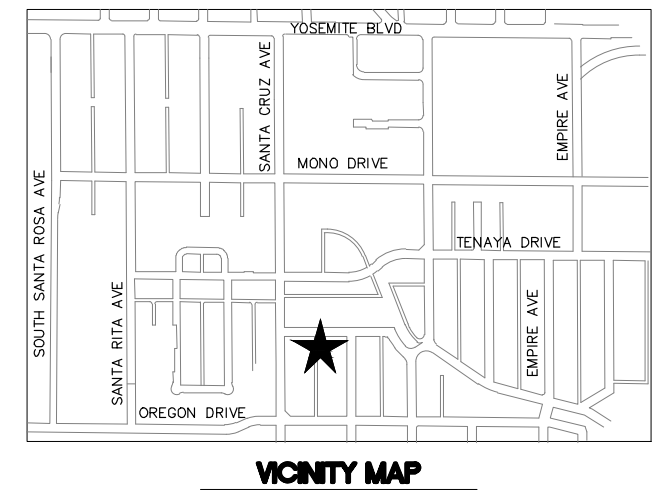 YOSEMITE BLVD
SANTA CRUZ AVE
EMPIRE AVE
MONO DRIVE
SOUTH SANTA ROSA AVE
TENAYA DRIVE
SANTA RITA AVE
EMPIRE AVE
OREGON DRIVE
VICINITY MAP